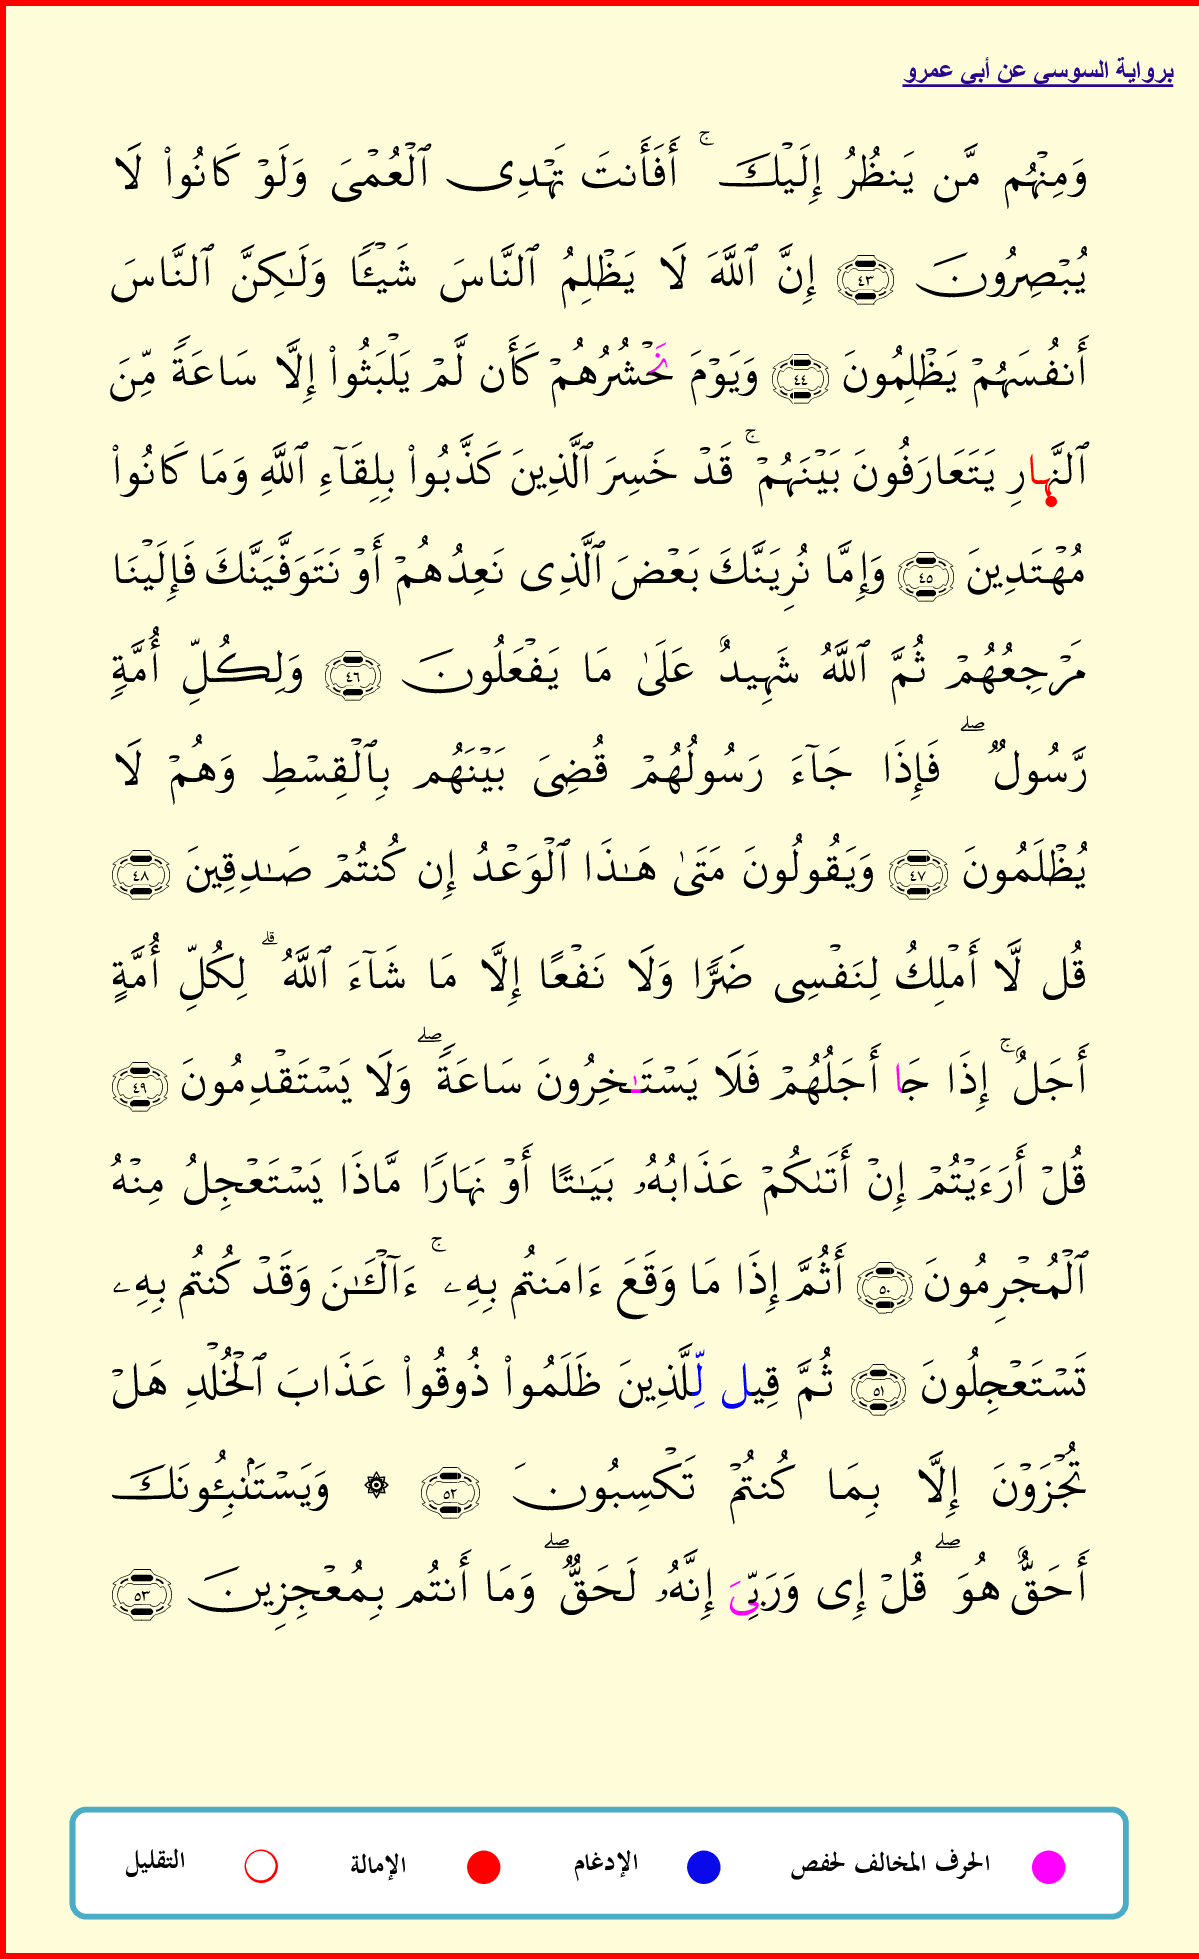 برواية السوسي عن أبي عمرو
وَمِنْهُم مَّن يَنظُرُ إِلَيْكَ ۚ أَفَأَنتَ تَهْدِى ٱلْعُمْىَ وَلَوْ كَانُوا۟ لَا
يُبْصِرُونَ ٤٣ إِنَّ ٱللَّهَ لَا يَظْلِمُ ٱلنَّاسَ شَيْـًٔا وَلَـٰكِنَّ ٱلنَّاسَ
أَنفُسَهُمْ يَظْلِمُونَ ٤٤ وَيَوْمَ نَحْشُرُهُمْ كَأَن لَّمْ يَلْبَثُوا۟ إِلَّا سَاعَةً مِّنَ
ٱلنَّهارِ يَتَعَارَفُونَ بَيْنَهُمْ ۚ قَدْ خَسِرَ ٱلَّذِينَ كَذَّبُوا۟ بِلِقَآءِ ٱللَّهِ وَمَا كَانُوا۟
مُهْتَدِينَ ٤٥ وَإِمَّا نُرِيَنَّكَ بَعْضَ ٱلَّذِى نَعِدُهُمْ أَوْ نَتَوَفَّيَنَّكَ فَإِلَيْنَا
مَرْجِعُهُمْ ثُمَّ ٱللَّهُ شَهِيدٌ عَلَىٰ مَا يَفْعَلُونَ ٤٦ وَلِكُلِّ أُمَّةٍ
رَّسُولٌ ۖ فَإِذَا جَآءَ رَسُولُهُمْ قُضِىَ بَيْنَهُم بِٱلْقِسْطِ وَهُمْ لَا
يُظْلَمُونَ ٤٧ وَيَقُولُونَ مَتَىٰ هَـٰذَا ٱلْوَعْدُ إِن كُنتُمْ صَـٰدِقِينَ ٤٨
قُل لَّا أَمْلِكُ لِنَفْسِى ضَرًّا وَلَا نَفْعًا إِلَّا مَا شَآءَ ٱللَّهُ ۗ لِكُلِّ أُمَّةٍ
أَجَلٌ ۚ إِذَا جَا أَجَلُهُمْ فَلَا يَسْتَـٰخِرُونَ سَاعَةً ۖ وَلَا يَسْتَقْدِمُونَ ٤٩
قُلْ أَرَءَيْتُمْ إِنْ أَتَىٰكُمْ عَذَابُهُۥ بَيَـٰتًا أَوْ نَهَارًا مَّاذَا يَسْتَعْجِلُ مِنْهُ
ٱلْمُجْرِمُونَ ٥٠ أَثُمَّ إِذَا مَا وَقَعَ ءَامَنتُم بِهِۦ ۚ ءَآلْـَٔـٰنَ وَقَدْ كُنتُم بِهِۦ
تَسْتَعْجِلُونَ ٥١ ثُمَّ قِيل لِّلَّذِينَ ظَلَمُوا۟ ذُوقُوا۟ عَذَابَ ٱلْخُلْدِ هَلْ
تُجْزَوْنَ إِلَّا بِمَا كُنتُمْ تَكْسِبُونَ ٥٢ ۞ وَيَسْتَنۢبِـُٔونَكَ
أَحَقٌّ هُوَ ۖ قُلْ إِى وَرَبِّىَ إِنَّهُۥ لَحَقٌّ ۖ وَمَا أَنتُم بِمُعْجِزِينَ ٥٣
الحرف المخالف لحفص الإدغام الإمالة التقليل